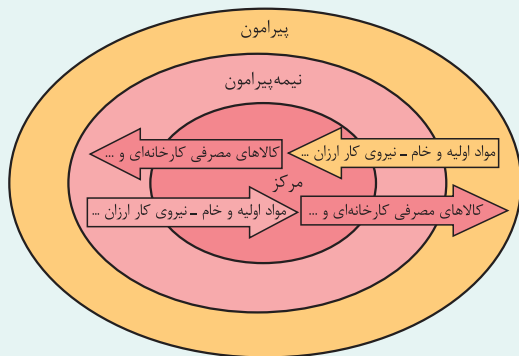 پیرامون
نیمه‌پیرامون
مواد اولیه و خام ـ نیروی کار ارزان ...
کالاهای مصرفی کارخانه‌ای و ...
مرکز
کالاهای مصرفی کارخانه‌ای و ...
مواد اولیه و خام ـ نیروی کار ارزان ...